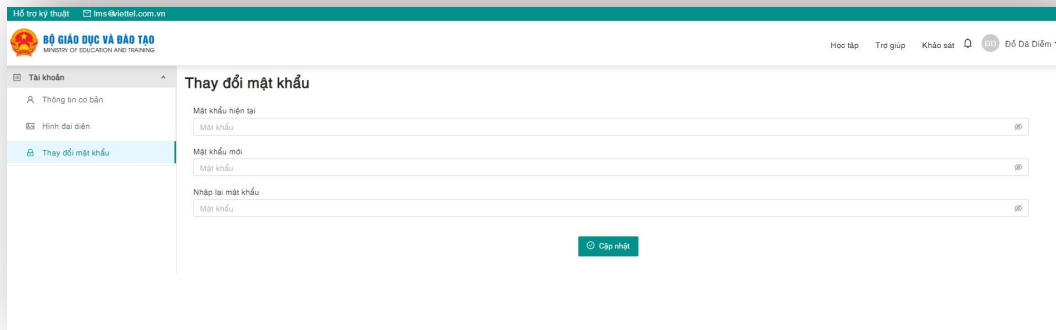 Hỗ trợ kỹ thuật lms@viettel.com.vn
BỘ GIÁO DỤC VÀ ĐÀO TẠO
MINISTRY OF EDUCATION AND TRAINING
Học tập Trợ giúp Khảo sát ĐD Đỗ Dã Diễm
Tài khoản
Thông tin cơ bản
Hình đại diện
Thay đổi mật khẩu
Thay đổi mật khẩu
Mật khẩu hiện tại
Mật khẩu
Mật khẩu mới
Mật khẩu
Nhập lại mật khẩu
Mật khẩu
Cập nhật